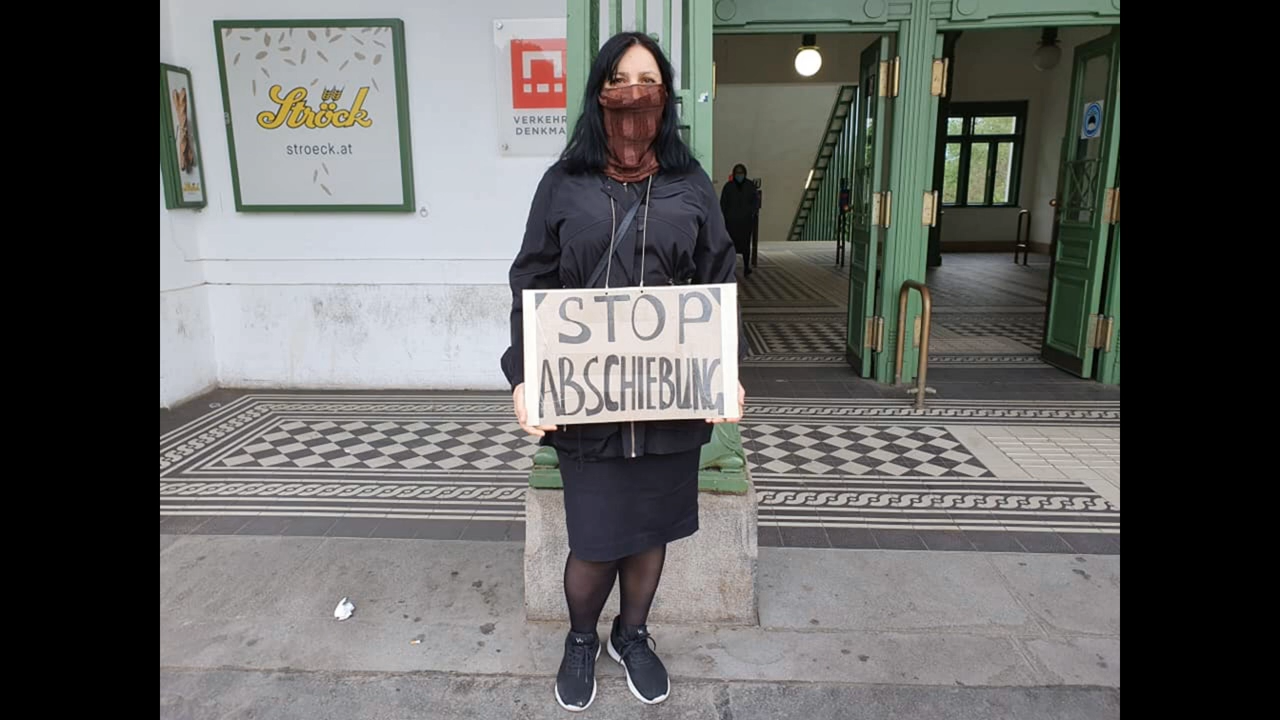 Ströck
stroeck.at
VERKEHR
DENKMA
STOP
ABSCHIEBUNG